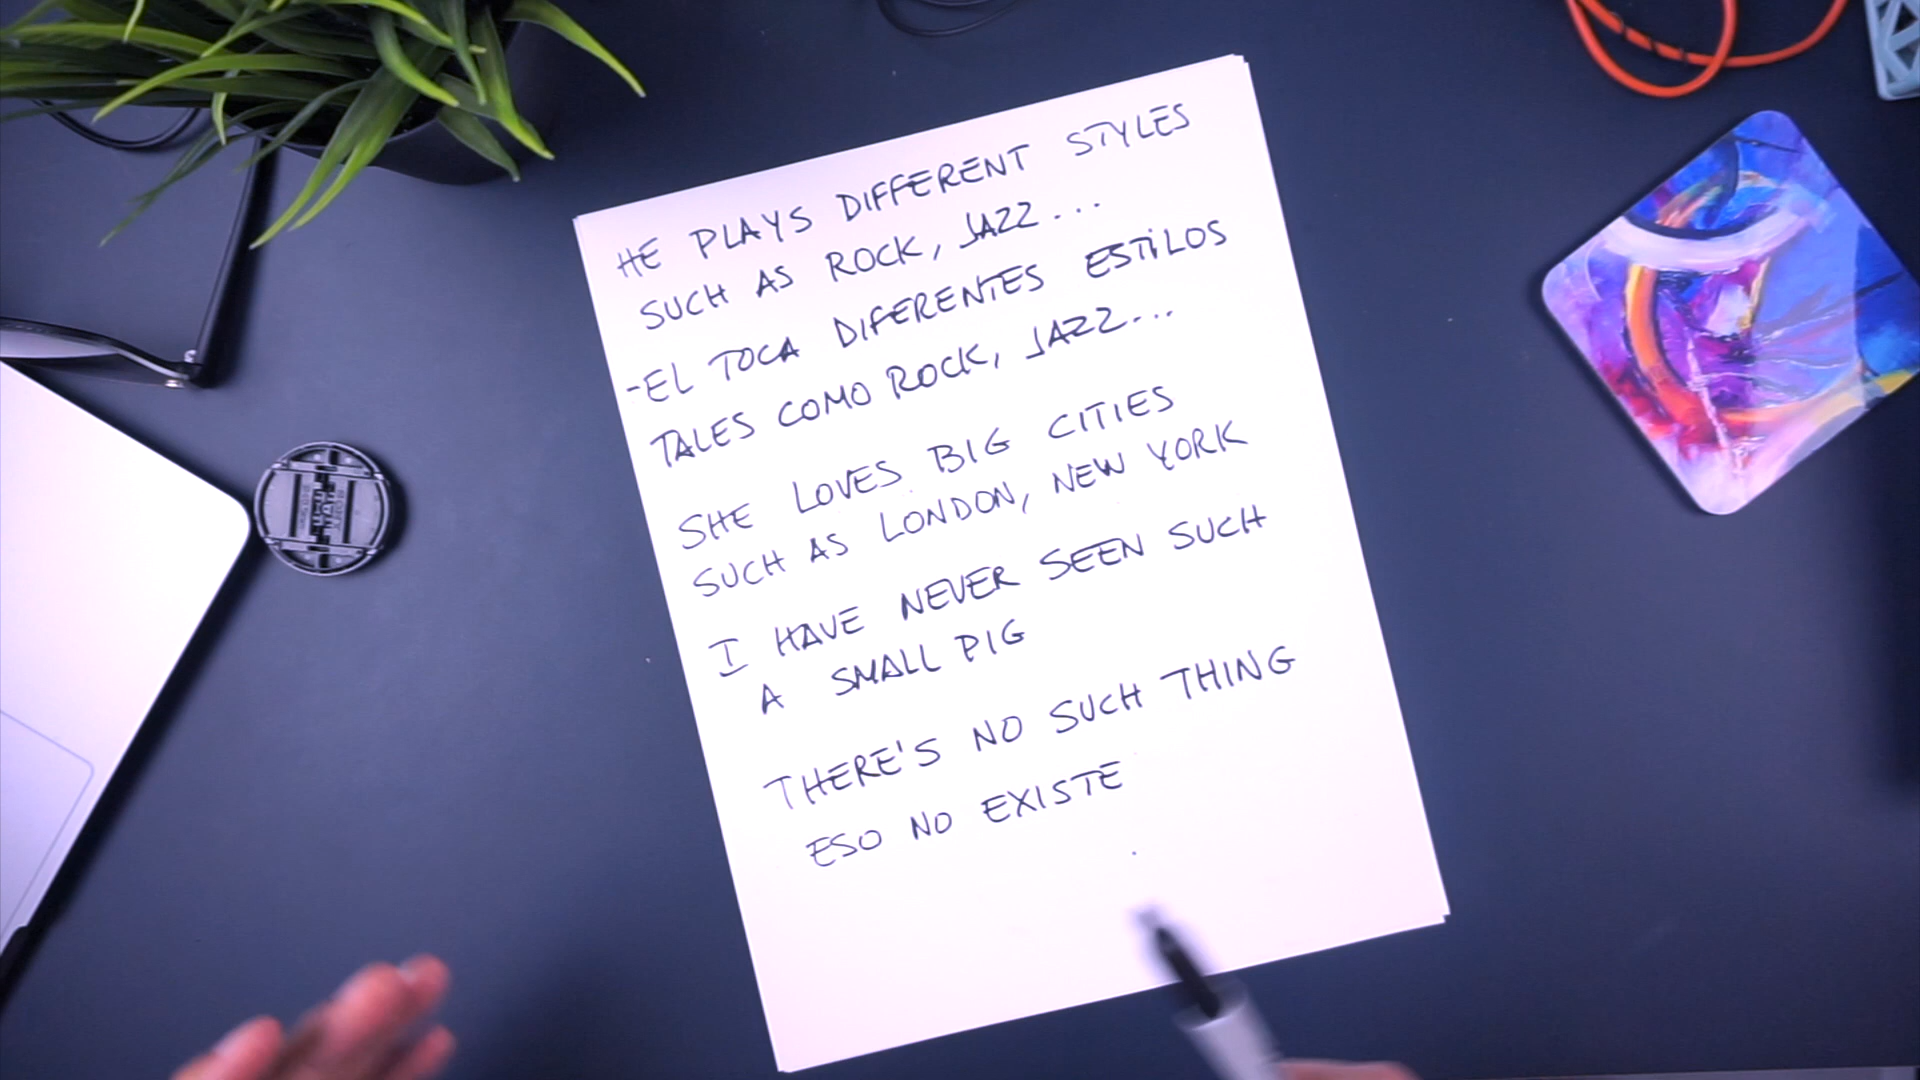 HE PLAYS DIFFERENT STYLES
SUCH AS ROCK, JAZZ...
-EL TOCA DIFERENTES ESTILOS
TALES COMO ROCK, JAZZ...
SHE LOVES BIG CITIES
SUCH AS LONDON, NEW YORK
I HAVE NEVER SEEN SUCH
A SMALL PIG
THERE'S NO SUCH THING
ESO NO EXISTE